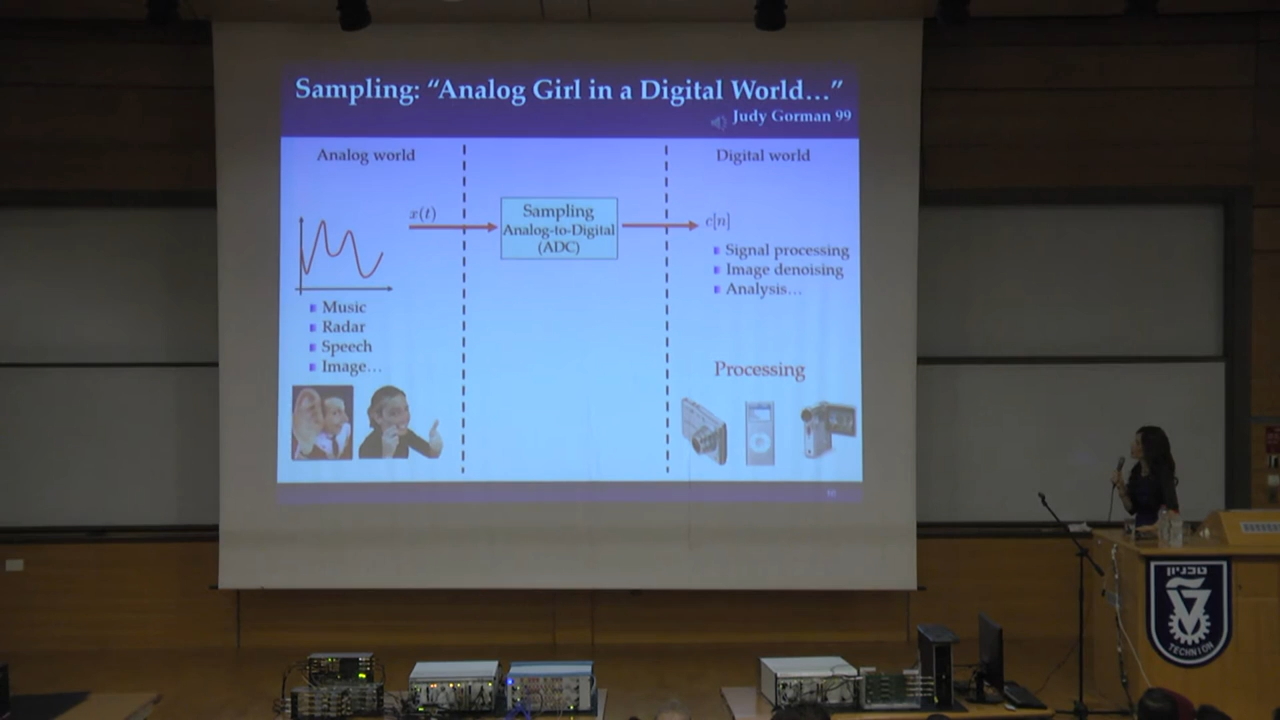 Sampling: “Analog Girl in a Digital World…”
Judy Gorman 99
Analog world
Digital world
x(t)
Sampling
Analog-to-Digital
(ADC)
c[n]
Signal processing
Image denoising
Analysis…
Music
Radar
Speech
Image…
Processing
טכניון
TECHNION